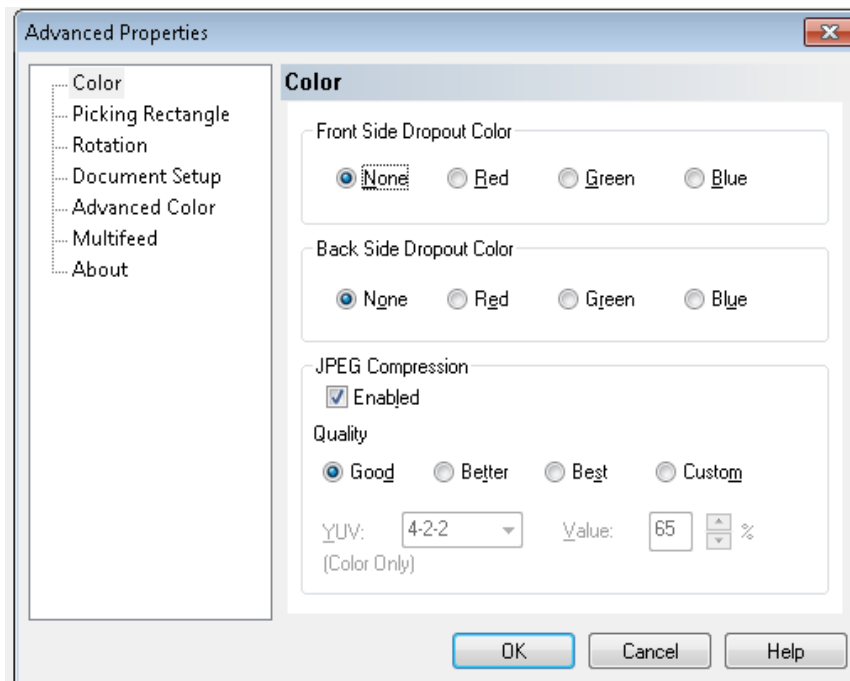 Advanced Properties
Color
Picking Rectangle
Rotation
Document Setup
Advanced Color
Multifeed
About
Color
Front Side Dropout Color
None Red Green Blue
Back Side Dropout Color
None Red Green Blue
JPEG Compression
Enabled
Quality
Good Better Best Custom
YUV: 4-2-2 Value: 65 %
(Color Only)
OK Cancel Help